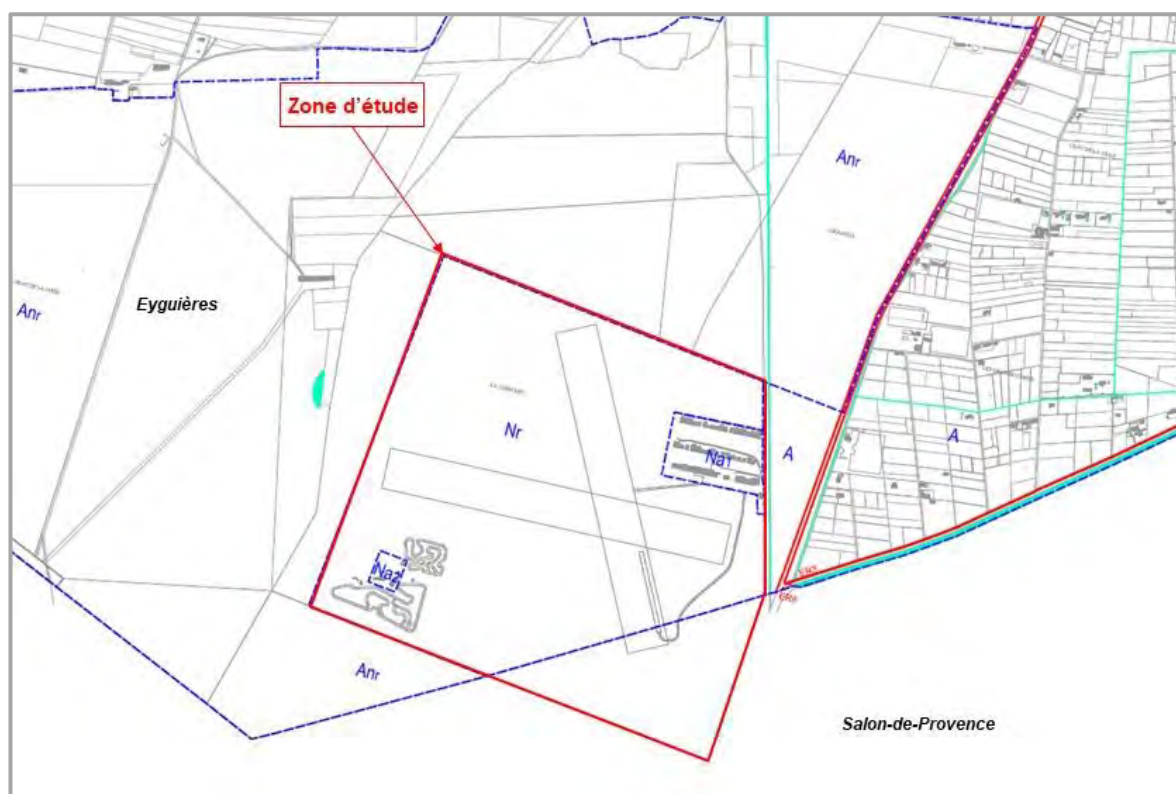 Zone d'étude
Anr
Eyguières
Anr
Nr
Na1
A
A
Na2
Anr
Salon-de-Provence